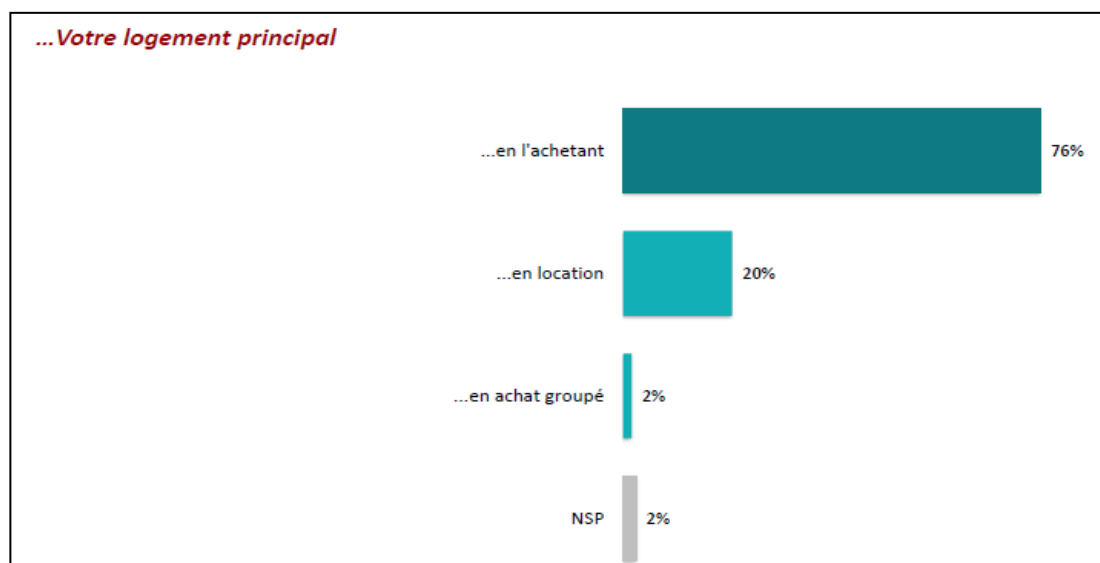 ...Votre logement principal
...en l'achetant
76%
...en location
20%
...en achat groupé
2%
NSP
2%